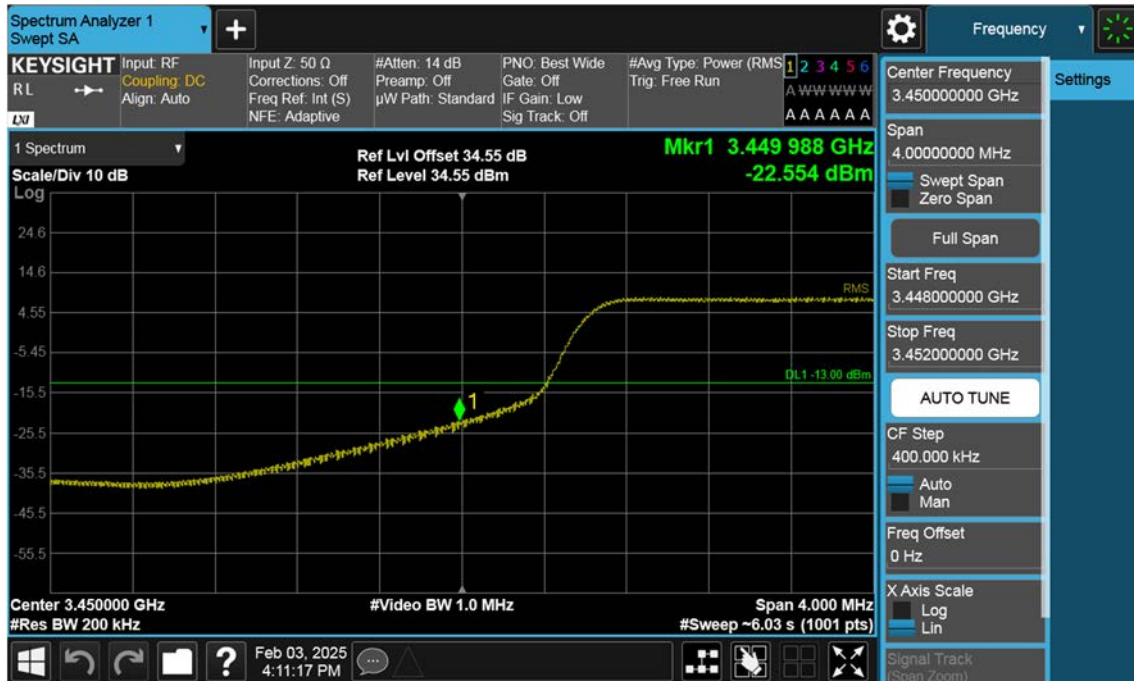 Spectrum Analyzer 1
Swept SA
Frequency
KEYSIGHT
RL
LXI
Input: RF
Coupling: DC
Align: Auto
Input Z: 50 Ω
Corrections: Off
Freq Ref: Int (S)
NFE: Adaptive
#Atten: 14 dB
Preamp: Off
µW Path: Standard
PNO: Best Wide
Gate: Off
IF Gain: Low
Sig Track: Off
#Avg Type: Power (RMS
Trig: Free Run
1 2 3 4 5 6
A W W W W W
A A A A A A
1 Spectrum
Scale/Div 10 dB
Ref Lvl Offset 34.55 dB
Ref Level 34.55 dBm
Mkr1 3.449 988 GHz
-22.554 dBm
Log
24.6
14.6
4.55
-5.45
-15.5
-25.5
-35.5
-45.5
-55.5
RMS
DL1 -13.00 dBm
1
Center 3.450000 GHz
#Res BW 200 kHz
#Video BW 1.0 MHz
Span 4.000 MHz
#Sweep ~6.03 s (1001 pts)
Center Frequency
3.450000000 GHz
Span
4.00000000 MHz
Swept Span
Zero Span
Full Span
Start Freq
3.448000000 GHz
Stop Freq
3.452000000 GHz
AUTO TUNE
CF Step
400.000 kHz
Auto
Man
Freq Offset
0 Hz
X Axis Scale
Log
Lin
Signal Track
(Span Zoom)
Settings
?
Feb 03, 2025
4:11:17 PM